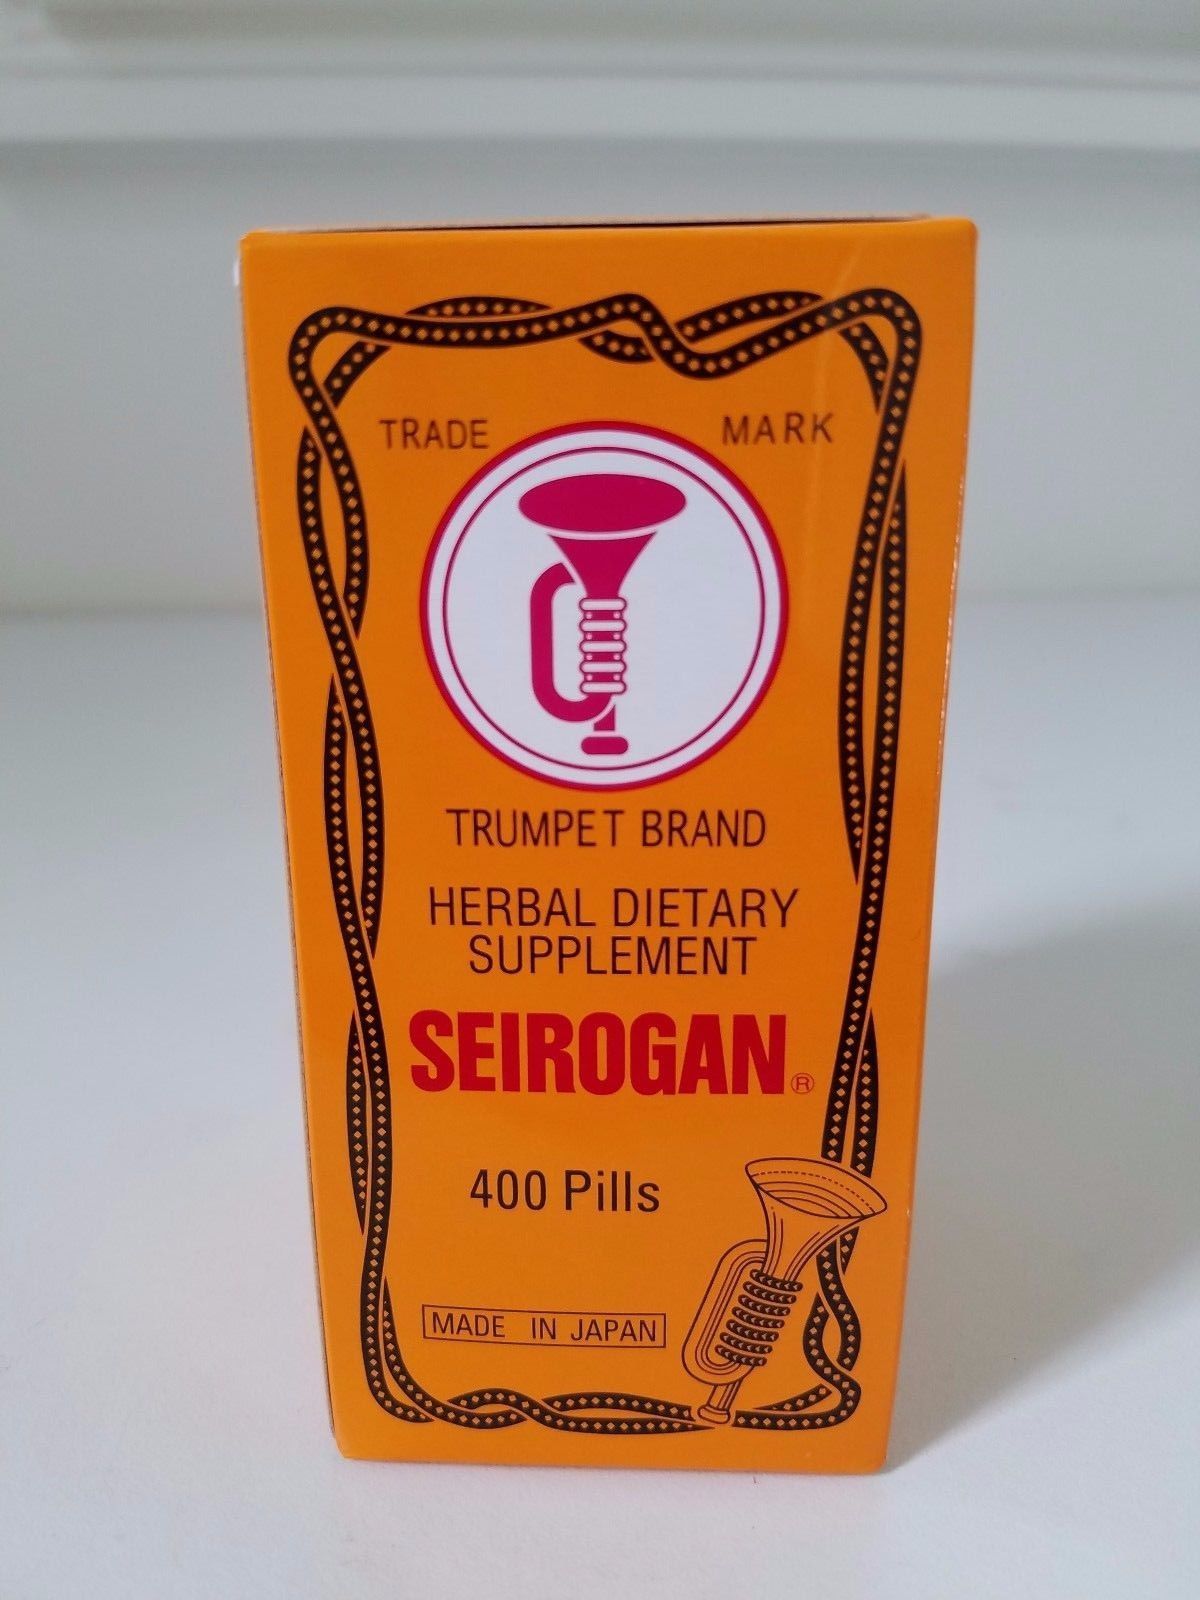 TRADE MARK
TRUMPET BRAND
HERBAL DIETARY
SUPPLEMENT
SEIROGAN®
400 Pills
MADE IN JAPAN